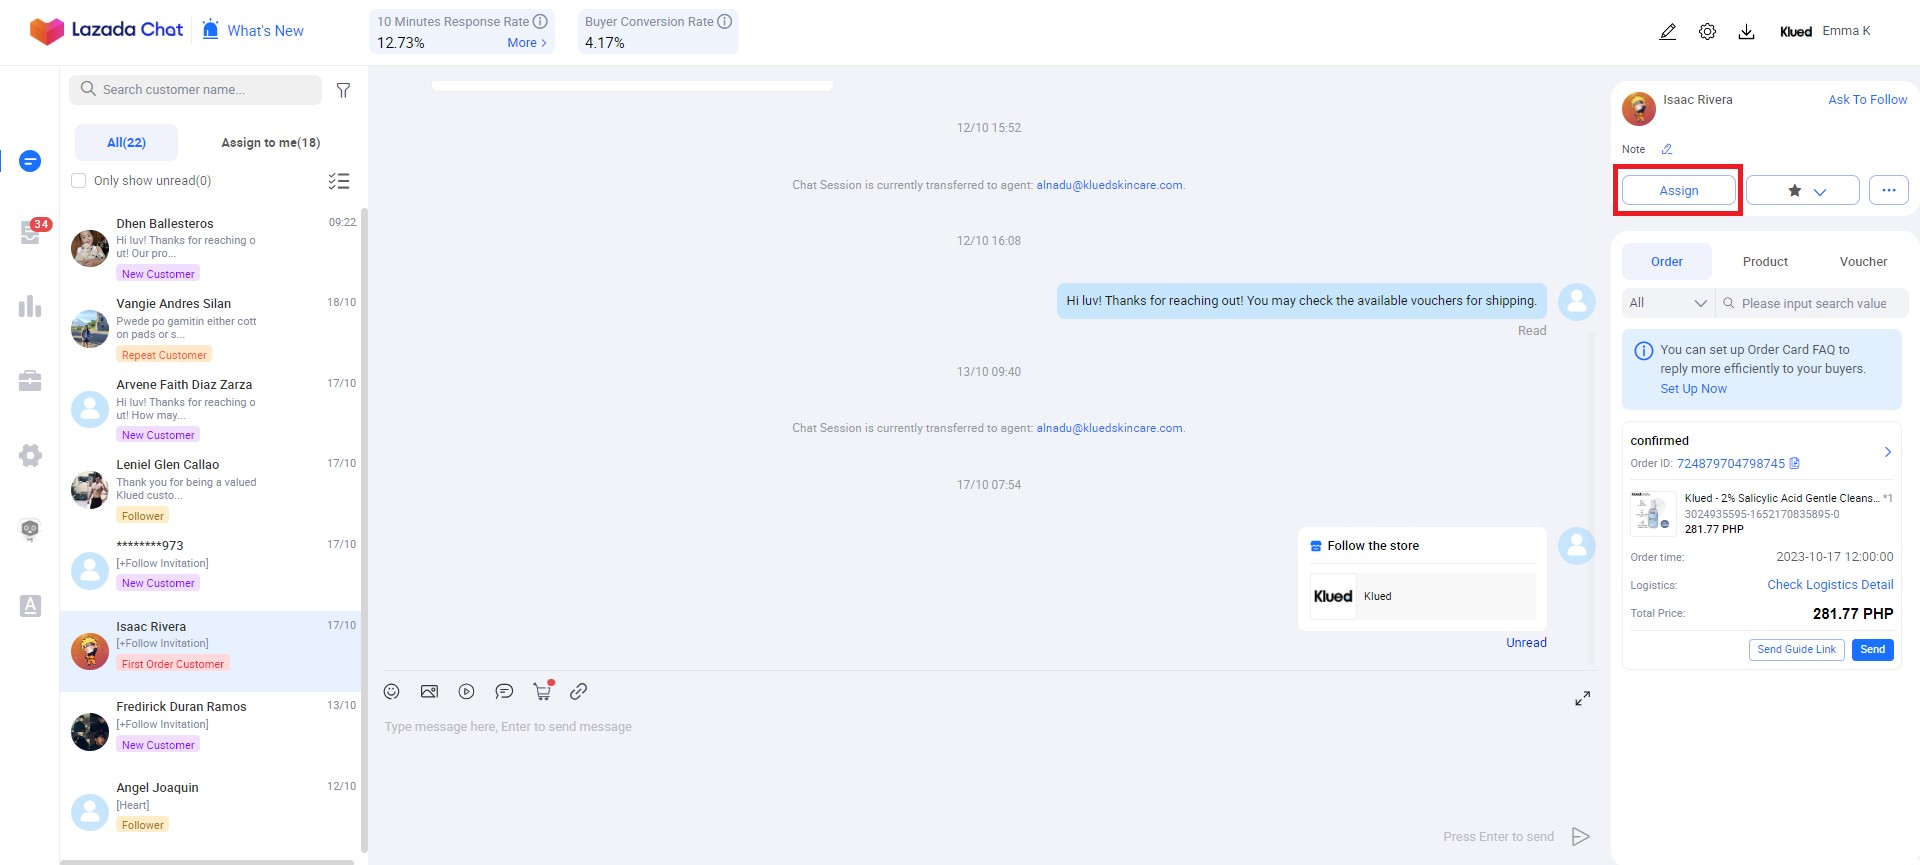 Lazada Chat
What's New
10 Minutes Response Rate
12.73%
More >
Buyer Conversion Rate
4.17%
Klued
Emma K
Search customer name...
All(22)
Assign to me(18)
Only show unread(0)
34
Dhen Ballesteros
09:22
Hi luv! Thanks for reaching o
ut! Our pro...
New Customer
Vangie Andres Silan
18/10
Pwede po gamitin either cott
on pads or s...
Repeat Customer
Arvene Faith Diaz Zarza
17/10
Hi luv! Thanks for reaching o
ut! How may...
New Customer
Leniel Glen Callao
17/10
Thank you for being a valued
Klued custo...
Follower
********973
17/10
[+Follow Invitation]
New Customer
Isaac Rivera
17/10
[+Follow Invitation]
First Order Customer
Fredirick Duran Ramos
13/10
[+Follow Invitation]
New Customer
Angel Joaquin
12/10
[Heart]
Follower
12/10 15:52
Chat Session is currently transferred to agent: alnadu@kluedskincare.com.
12/10 16:08
Hi luv! Thanks for reaching out! You may check the available vouchers for shipping.
Read
13/10 09:40
Chat Session is currently transferred to agent: alnadu@kluedskincare.com.
17/10 07:54
Follow the store
Klued
Klued
Unread
Type message here, Enter to send message
Press Enter to send
Isaac Rivera
Ask To Follow
Note
Assign
Order
Product
Voucher
All
Please input search value
You can set up Order Card FAQ to
reply more efficiently to your buyers.
Set Up Now
confirmed
Order ID: 724879704798745
Klued - 2% Salicylic Acid Gentle Cleans... *1
3024935595-1652170835895-0
281.77 PHP
Order time: 2023-10-17 12:00:00
Logistics: Check Logistics Detail
Total Price: 281.77 PHP
Send Guide Link
Send